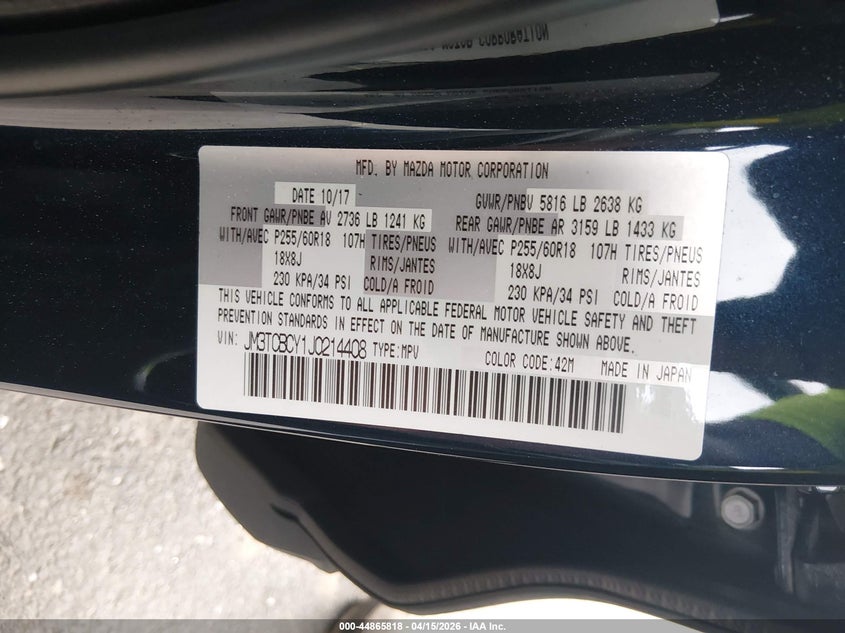 MFD. BY MAZDA MOTOR CORPORATION
DATE 10/17 GVWR/PNBV 5816 LB 2638 KG
FRONT GAWR/PNBE AV 2736 LB 1241 KG REAR GAWR/PNBE AR 3159 LB 1433 KG
WITH/AVEC P255/60R18 107H TIRES/PNEUS WITH/AVEC P255/60R18 107H TIRES/PNEUS
18X8J RIMS/JANTES 18X8J RIMS/JANTES
230 KPA/34 PSI COLD/A FROID 230 KPA/34 PSI COLD/A FROID
THIS VEHICLE CONFORMS TO ALL APPLICABLE FEDERAL MOTOR VEHICLE SAFETY AND THEFT
PREVENTION STANDARDS IN EFFECT ON THE DATE OF MANUFACTURE SHOWN ABOVE.
VIN: JM3TCBCY1J0214408 TYPE:MPV COLOR CODE:42M MADE IN JAPAN
000-44865818 - 04/15/2026 - IAA Inc.